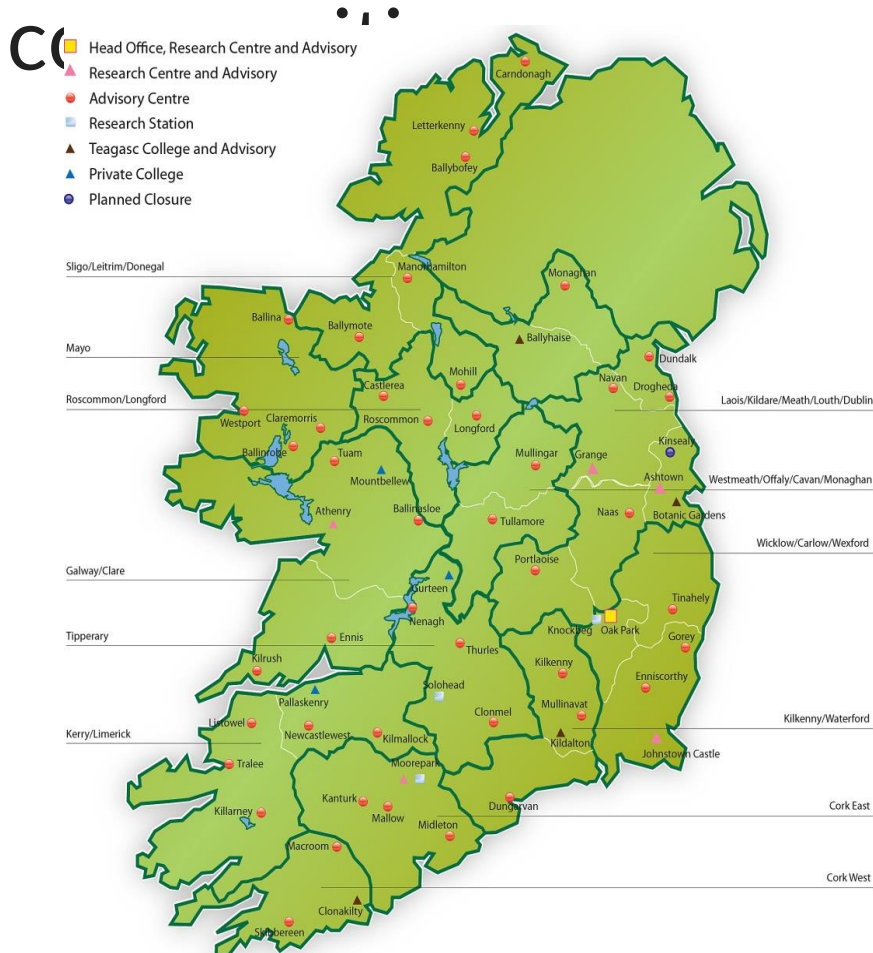 Head Office, Research Centre and Advisory
Research Centre and Advisory
Advisory Centre
Research Station
Teagasc College and Advisory
Private College
Planned Closure
Carndonagh
Letterkenny
Ballybofey
Sligo/Leitrim/Donegal
Manorhamilton
Monaghan
Ballina
Ballymote
Ballyhaise
Mayo
Dundalk
Mohill
Navan
Castlerea
Drogheda
Roscommon/Longford
Laois/Kildare/Meath/Louth/Dublin
Westport
Claremorris
Roscommon
Longford
Kinsealy
Ballinrobe
Tuam
Mullingar
Grange
Mountbellew
Ashtown
Westmeath/Offaly/Cavan/Monaghan
Athenry
Ballinasloe
Tullamore
Naas
Botanic Gardens
Wicklow/Carlow/Wexford
Portlaoise
Galway/Clare
Gurteen
Tinahely
Nenagh
Knockbeg
Oak Park
Tipperary
Ennis
Thurles
Gorey
Kilrush
Kilkenny
Enniscorthy
Solohead
Pallaskenry
Mullinavat
Listowel
Clonmel
Kilkenny/Waterford
Newcastlewest
Kilmallock
Kildalton
Kerry/Limerick
Johnstown Castle
Tralee
Moorepark
Kanturk
Dungarvan
Cork East
Killarney
Mallow
Midleton
Macroom
Cork West
Clonakilty
Skibbereen